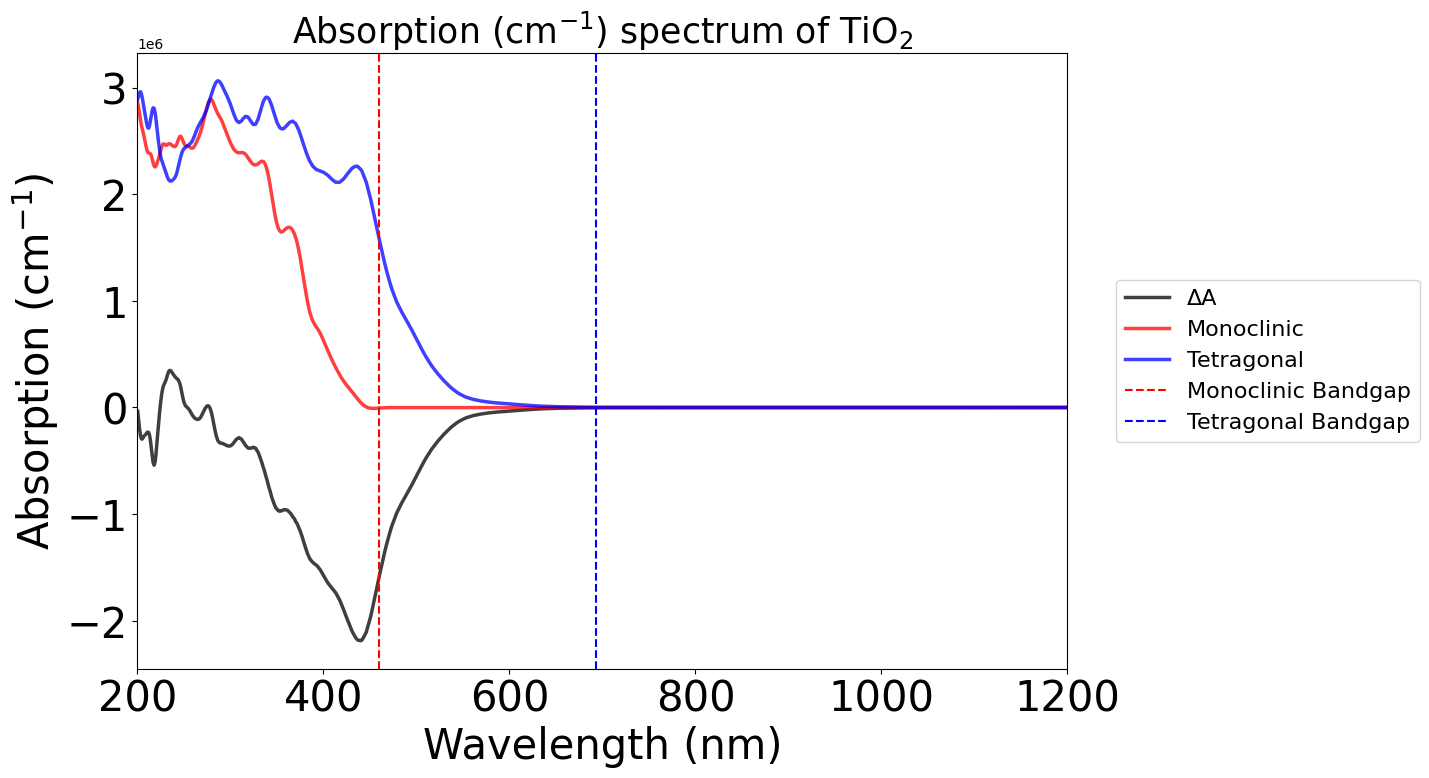 Absorption (cm⁻¹) spectrum of TiO₂
1e6
3
2
1
0
−1
−2
Absorption (cm⁻¹)
200 400 600 800 1000 1200
Wavelength (nm)
ΔA
Monoclinic
Tetragonal
Monoclinic Bandgap
Tetragonal Bandgap